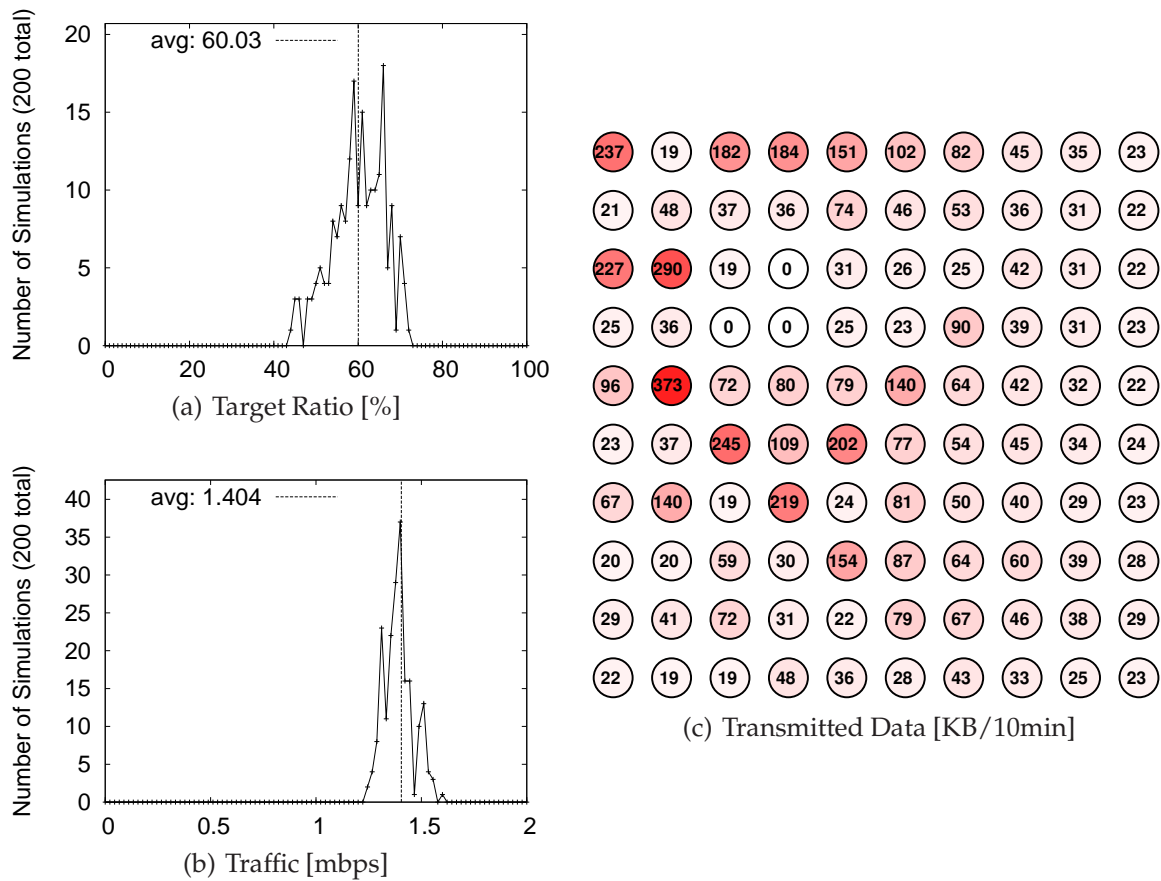 Number of Simulations (200 total)
20
15
10
5
0
avg: 60.03
0 20 40 60 80 100
(a) Target Ratio [%]
Number of Simulations (200 total)
40
35
30
25
20
15
10
5
0
avg: 1.404
0 0.5 1 1.5 2
(b) Traffic [mbps]
237 19 182 184 151 102 82 45 35 23
21 48 37 36 74 46 53 36 31 22
227 290 19 0 31 26 25 42 31 22
25 36 0 0 25 23 90 39 31 23
96 373 72 80 79 140 64 42 32 22
23 37 245 109 202 77 54 45 34 24
67 140 19 219 24 81 50 40 29 23
20 20 59 30 154 87 64 60 39 28
29 41 72 31 22 79 67 46 38 29
22 19 19 48 36 28 43 33 25 23
(c) Transmitted Data [KB/10min]